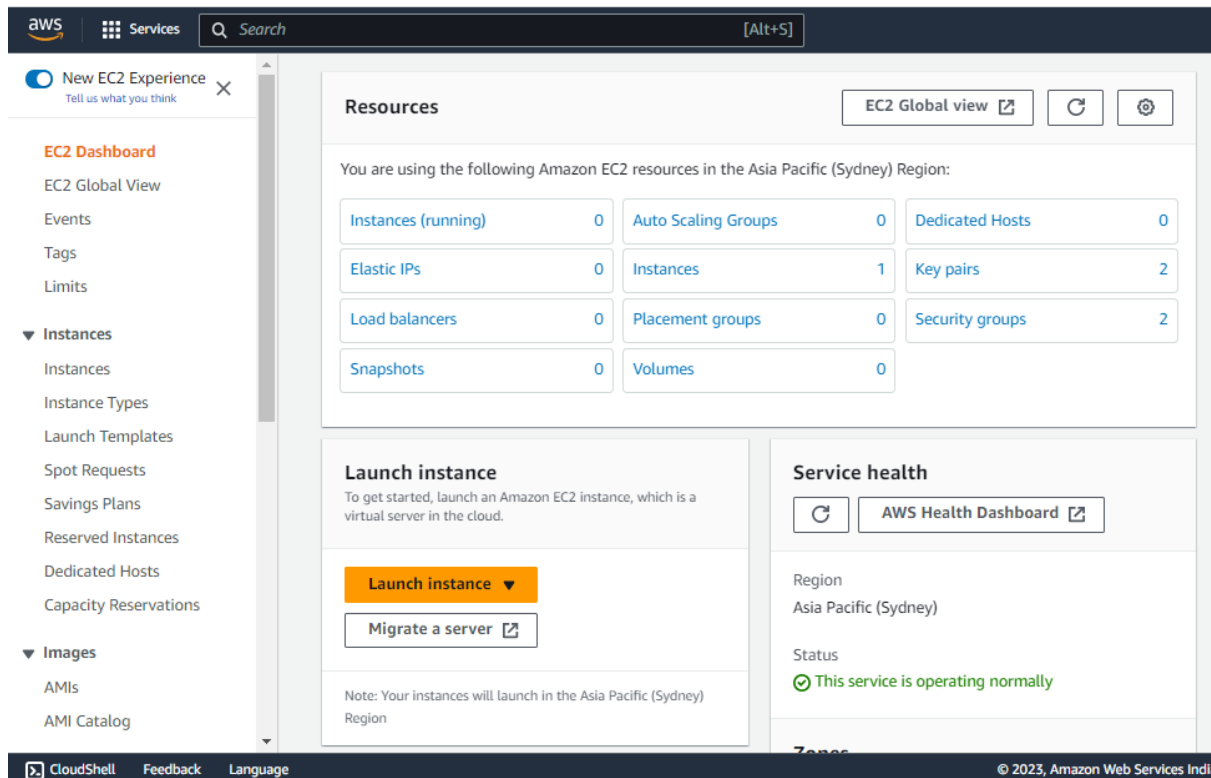 aws Services Search [Alt+S]
New EC2 Experience
Tell us what you think
EC2 Dashboard
EC2 Global View
Events
Tags
Limits
Instances
Instances
Instance Types
Launch Templates
Spot Requests
Savings Plans
Reserved Instances
Dedicated Hosts
Capacity Reservations
Images
AMIs
AMI Catalog
Resources
EC2 Global view
You are using the following Amazon EC2 resources in the Asia Pacific (Sydney) Region:
Instances (running) 0 Auto Scaling Groups 0 Dedicated Hosts 0
Elastic IPs 0 Instances 1 Key pairs 2
Load balancers 0 Placement groups 0 Security groups 2
Snapshots 0 Volumes 0
Launch instance
To get started, launch an Amazon EC2 instance, which is a
virtual server in the cloud.
Launch instance
Migrate a server
Note: Your instances will launch in the Asia Pacific (Sydney)
Region
Service health
AWS Health Dashboard
Region
Asia Pacific (Sydney)
Status
This service is operating normally
Zones
CloudShell Feedback Language © 2023, Amazon Web Services Indi